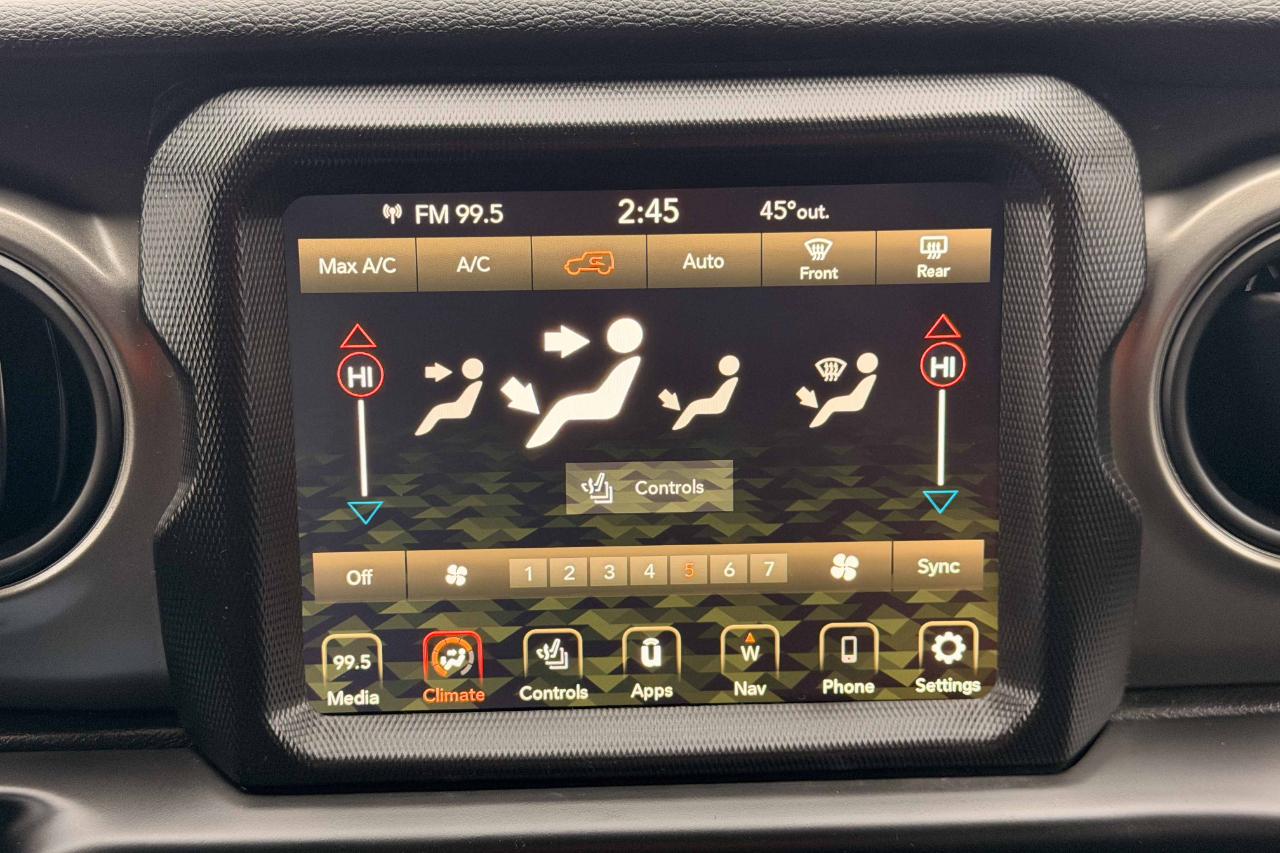 FM 99.5 2:45 45°out.
Max A/C A/C Auto Front Rear
HI HI
Controls
Off 1 2 3 4 5 6 7 Sync
99.5 W
Media Climate Controls Apps Nav Phone Settings